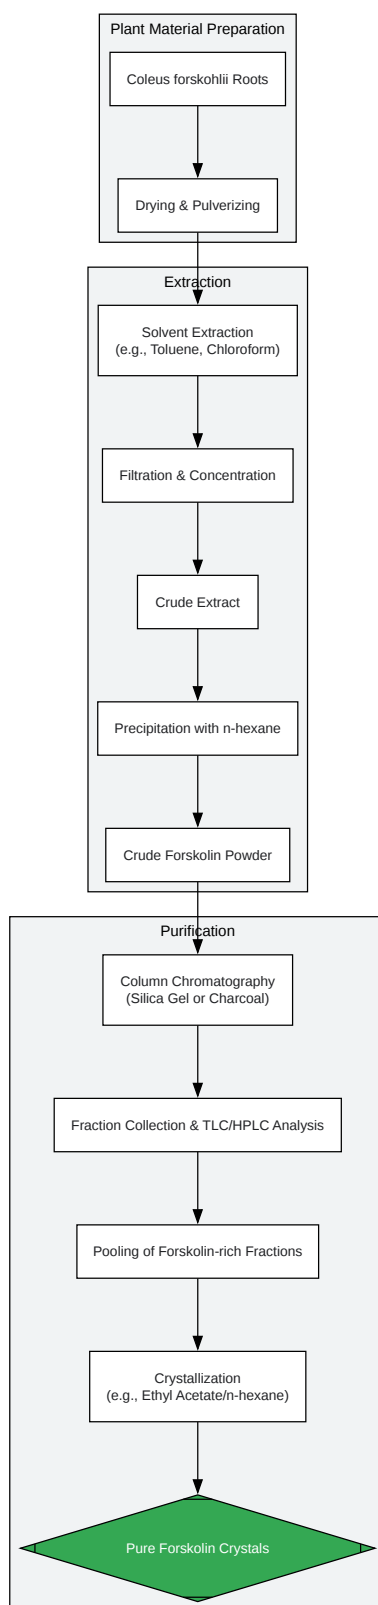 Plant Material Preparation
Coleus forskohlii Roots
Drying & Pulverizing
Extraction
Solvent Extraction
(e.g., Toluene, Chloroform)
Filtration & Concentration
Crude Extract
Precipitation with n-hexane
Crude Forskolin Powder
Purification
Column Chromatography
(Silica Gel or Charcoal)
Fraction Collection & TLC/HPLC Analysis
Pooling of Forskolin-rich Fractions
Crystallization
(e.g., Ethyl Acetate/n-hexane)
Pure Forskolin Crystals